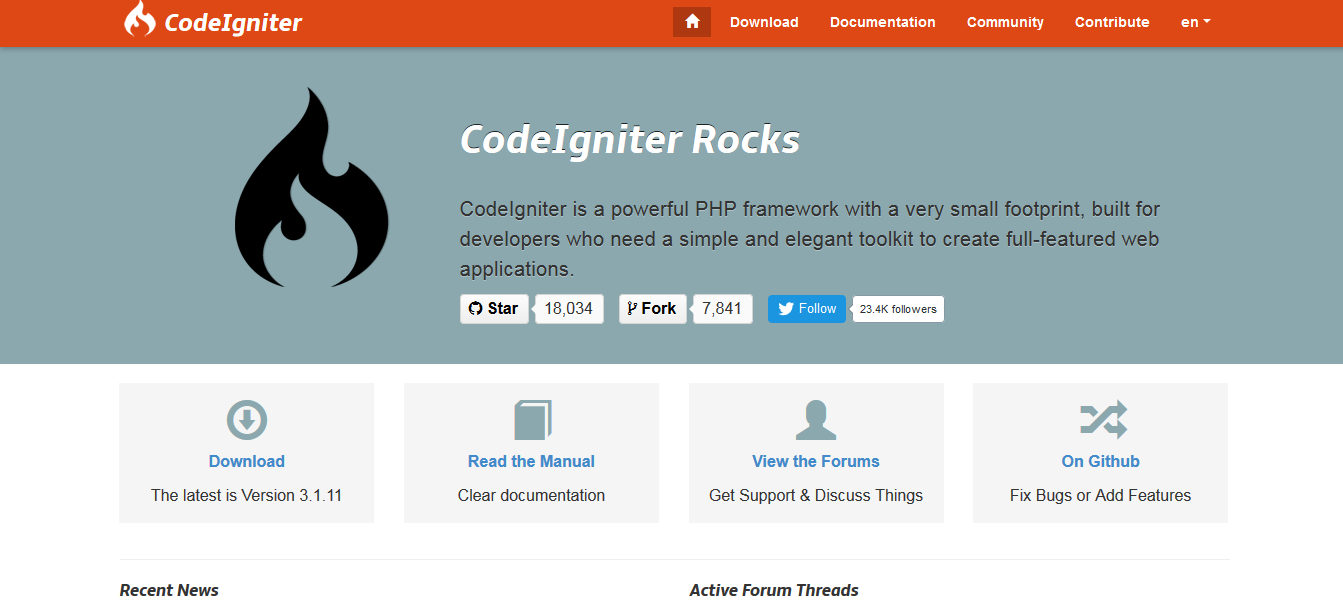 CodeIgniter
Download Documentation Community Contribute en
CodeIgniter Rocks
CodeIgniter is a powerful PHP framework with a very small footprint, built for
developers who need a simple and elegant toolkit to create full-featured web
applications.
Star 18,034 Fork 7,841 Follow 23.4K followers
Download
The latest is Version 3.1.11
Read the Manual
Clear documentation
View the Forums
Get Support & Discuss Things
On Github
Fix Bugs or Add Features
Recent News
Active Forum Threads